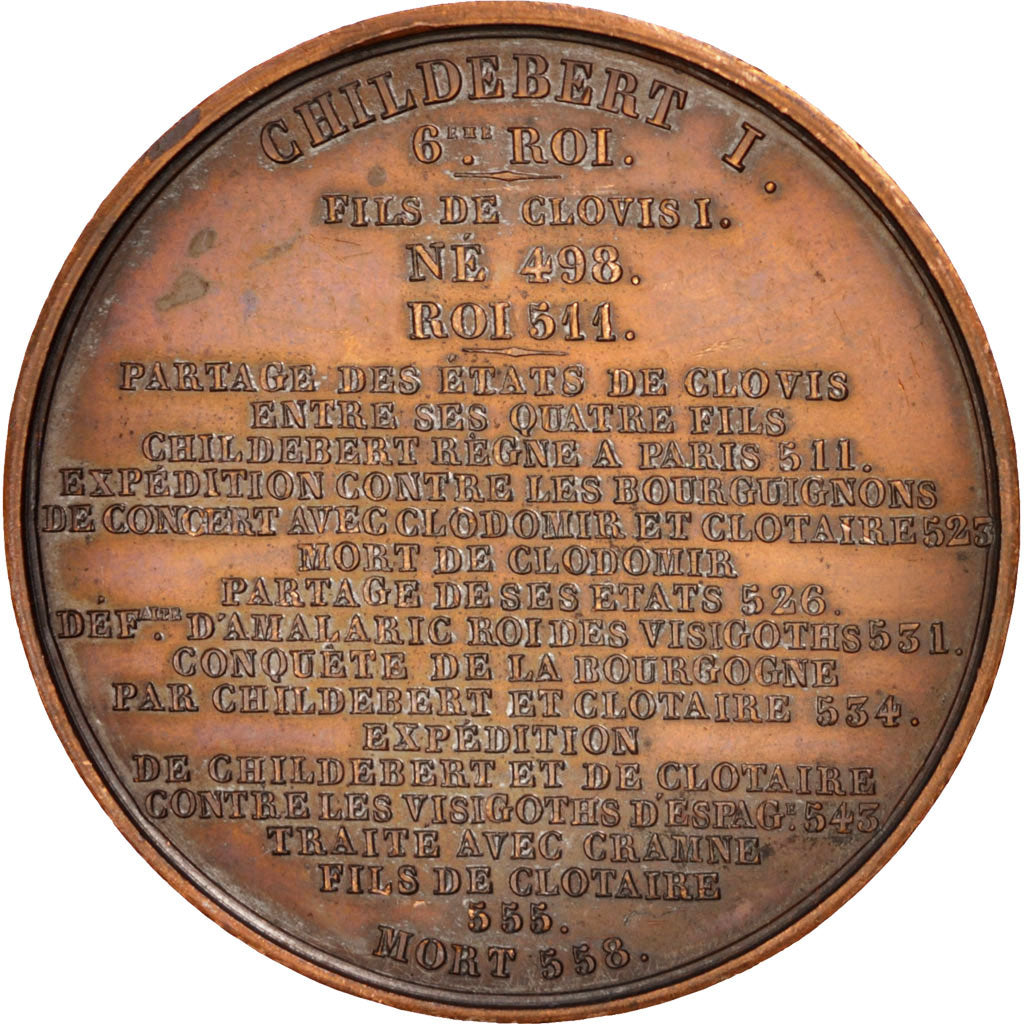 CHILDEBERT I.
6EME. ROI.
FILS DE CLOVIS I.
NÉ 498.
ROI 511.
PARTAGE DES ÉTATS DE CLOVIS
ENTRE SES QUATRE FILS
CHILDEBERT RÈGNE A PARIS 511.
EXPÉDITION CONTRE LES BOURGUIGNONS
DE CONCERT AVEC CLODOMIR ET CLOTAIRE 523
MORT DE CLODOMIR
PARTAGE DE SES ETATS 526.
DÉFAITE. D'AMALARIC ROI DES VISIGOTHS 531.
CONQUÊTE DE LA BOURGOGNE
PAR CHILDEBERT ET CLOTAIRE 534.
EXPÉDITION
DE CHILDEBERT ET DE CLOTAIRE
CONTRE LES VISIGOTHS D'ESPAGE. 543
TRAITE AVEC CRAMNE
FILS DE CLOTAIRE
555.
MORT 558.